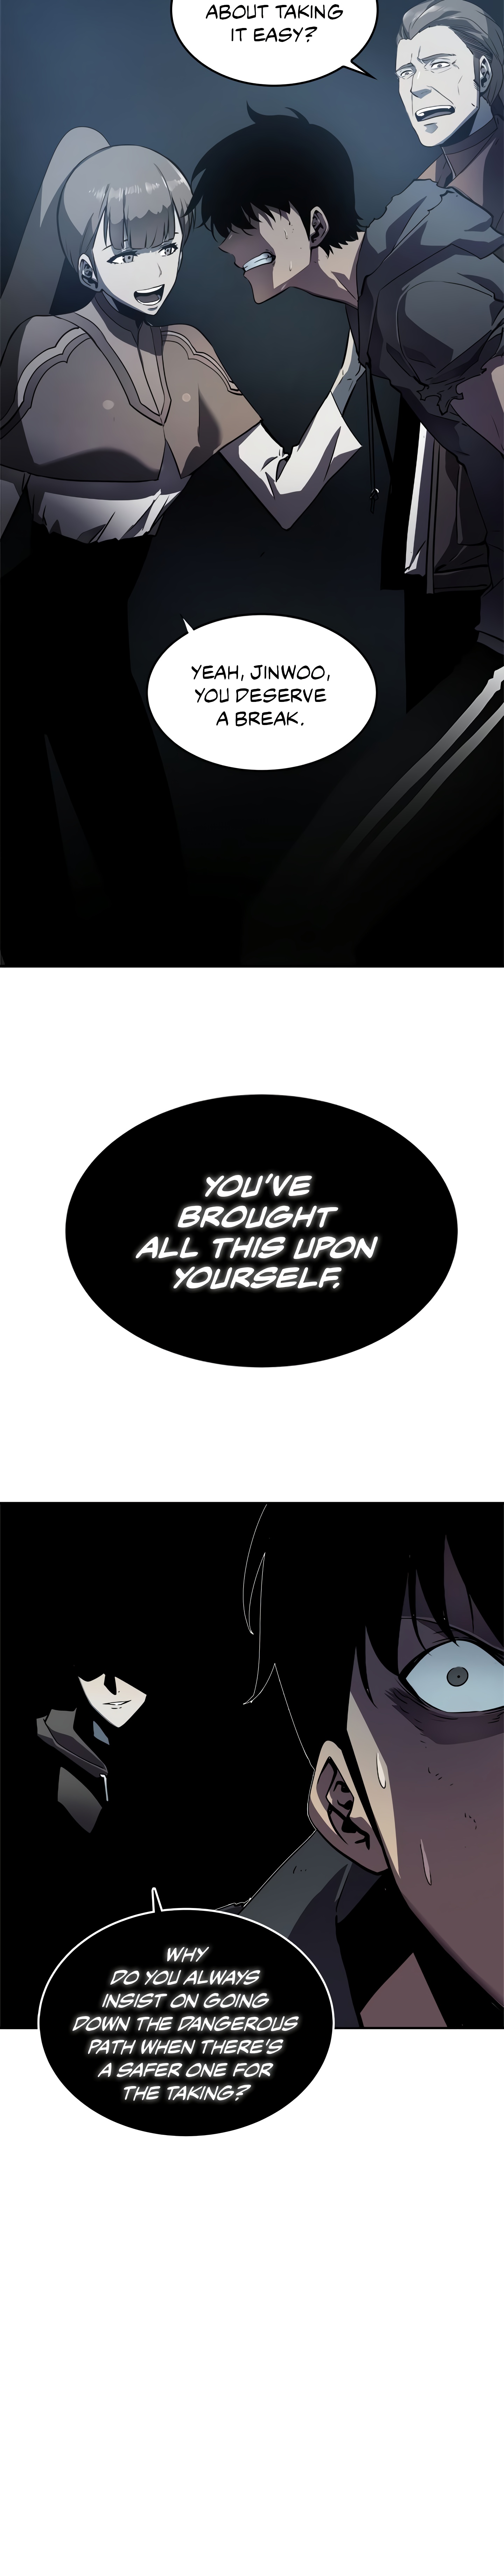 ABOUT TAKING
IT EASY?
YEAH, JINWOO,
YOU DESERVE
A BREAK.
YOU'VE
BROUGHT
ALL THIS UPON
YOURSELF.
WHY
DO YOU ALWAYS
INSIST ON GOING
DOWN THE DANGEROUS
PATH WHEN THERE'S
A SAFER ONE FOR
THE TAKING?